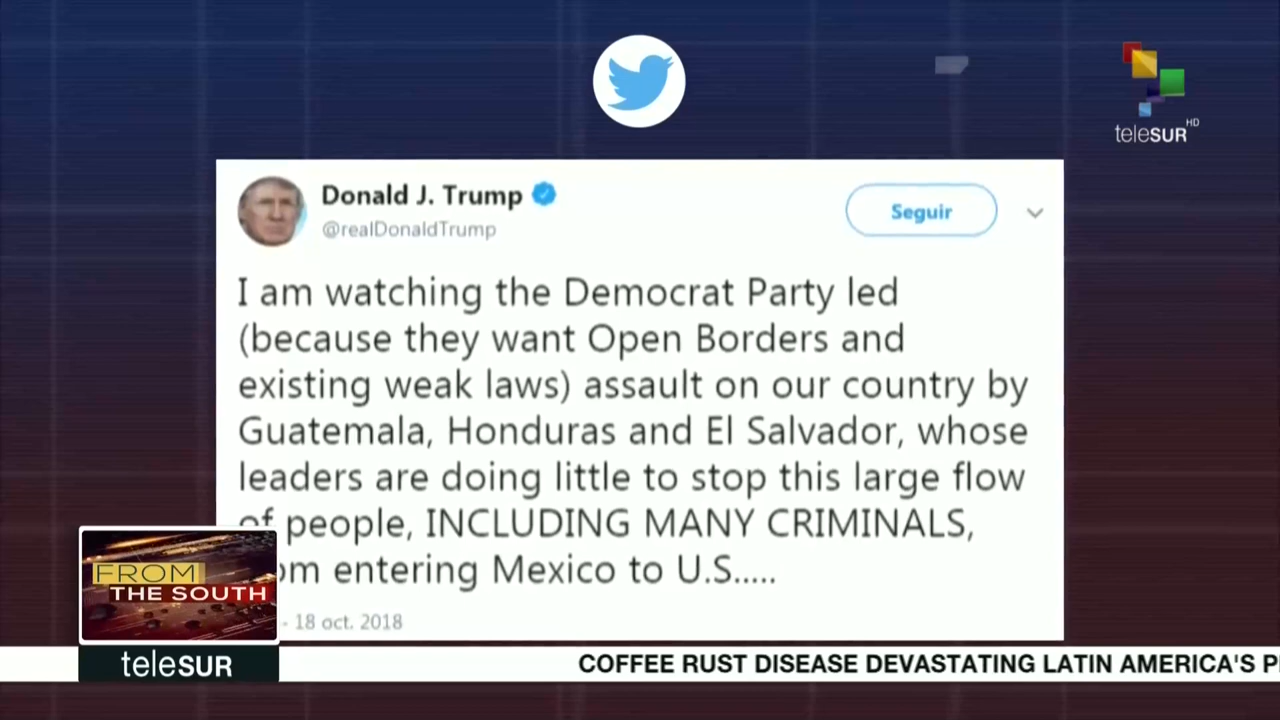 teleSUR HD
Donald J. Trump
@realDonaldTrump
Seguir
I am watching the Democrat Party led
(because they want Open Borders and
existing weak laws) assault on our country by
Guatemala, Honduras and El Salvador, whose
leaders are doing little to stop this large flow
of people, INCLUDING MANY CRIMINALS,
entering Mexico to U.S.....
- 18 oct. 2018
FROM
THE SOUTH
teleSUR
COFFEE RUST DISEASE DEVASTATING LATIN AMERICA'S